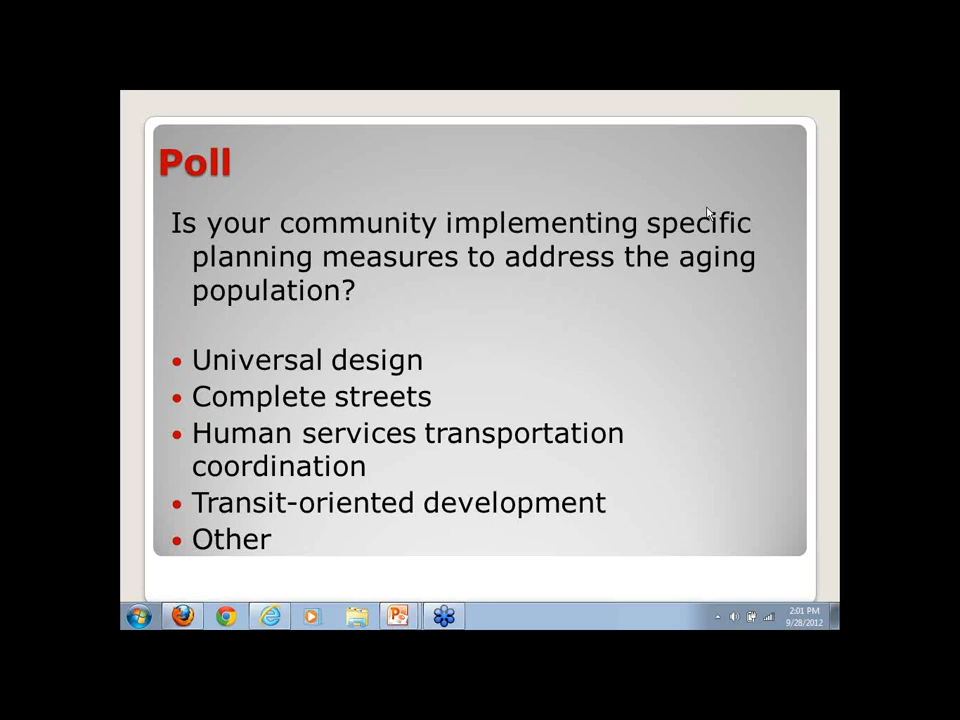 Poll
Is your community implementing specific
planning measures to address the aging
population?
• Universal design
• Complete streets
• Human services transportation
coordination
• Transit-oriented development
• Other
2:01 PM
9/28/2012